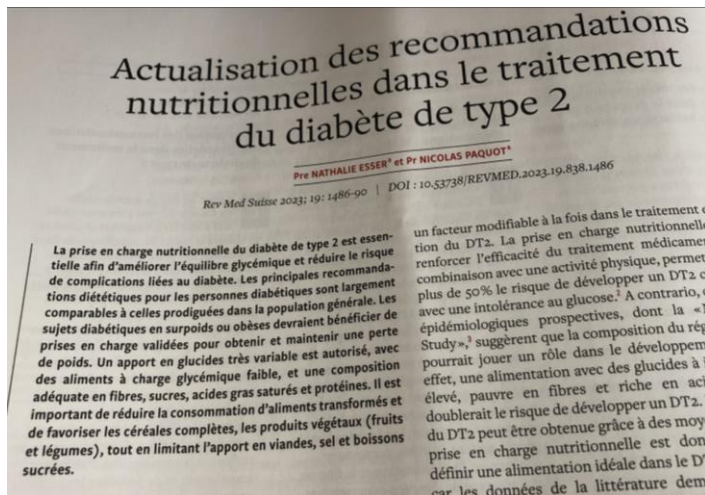 Actualisation des recommandations
nutritionnelles dans le traitement
du diabète de type 2
Pre NATHALIE ESSERª et Pr NICOLAS PAQUOTª
Rev Med Suisse 2023; 19: 1486-90 | DOI : 10.53738/REVMED.2023.19.838.1486
La prise en charge nutritionnelle du diabète de type 2 est essen-
tielle afin d'améliorer l'équilibre glycémique et réduire le risque
de complications liées au diabète. Les principales recommanda-
tions diététiques pour les personnes diabétiques sont largement
comparables à celles prodiguées dans la population générale. Les
sujets diabétiques en surpoids ou obèses devraient bénéficier de
prises en charge validées pour obtenir et maintenir une perte
de poids. Un apport en glucides très variable est autorisé, avec
des aliments à charge glycémique faible, et une composition
adéquate en fibres, sucres, acides gras saturés et protéines. Il est
important de réduire la consommation d'aliments transformés et
de favoriser les céréales complètes, les produits végétaux (fruits
et légumes), tout en limitant l'apport en viandes, sel et boissons
sucrées.
un facteur modifiable à la fois dans le traitement
tion du DT2. La prise en charge nutritionnell
renforcer l'efficacité du traitement médicame
combinaison avec une activité physique, permet
plus de 50% le risque de développer un DT2 c
avec une intolérance au glucose.² A contrario,
épidémiologiques prospectives, dont la «
Study»,³ suggèrent que la composition du rég
pourrait jouer un rôle dans le développem
effet, une alimentation avec des glucides à
élevé, pauvre en fibres et riche en aci
doublerait le risque de développer un DT2.
du DT2 peut être obtenue grâce à des moy
prise en charge nutritionnelle est don
définir une alimentation idéale dans le D
car les données de la littérature dem